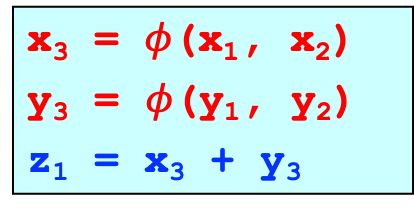 x₃ = ϕ(x₁, x₂)
y₃ = ϕ(y₁, y₂)
z₁ = x₃ + y₃